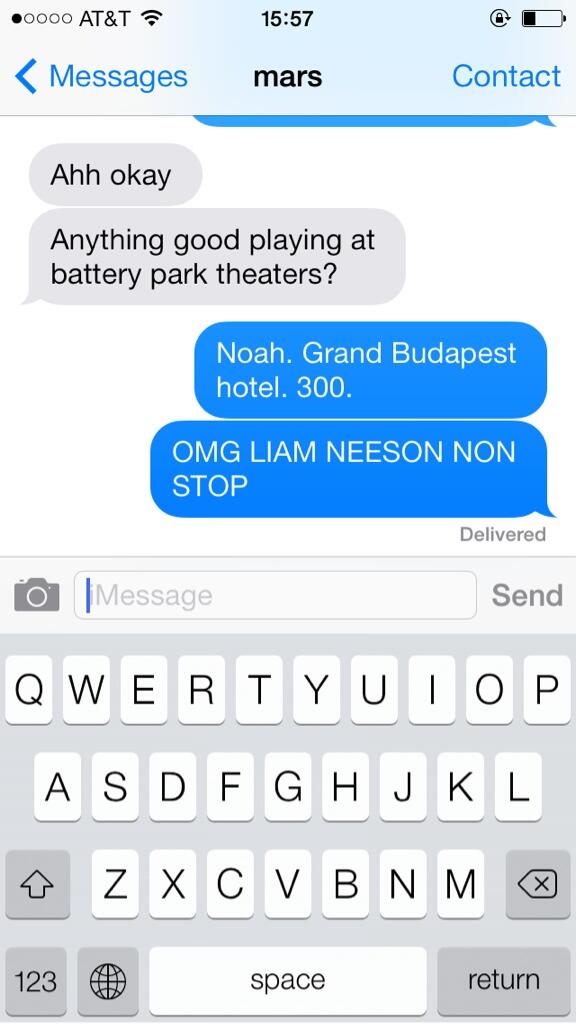 AT&T 15:57
Messages mars Contact
Ahh okay
Anything good playing at
battery park theaters?
Noah. Grand Budapest
hotel. 300.
OMG LIAM NEESON NON
STOP
Delivered
iMessage Send
Q W E R T Y U I O P
A S D F G H J K L
Z X C V B N M
123 space return